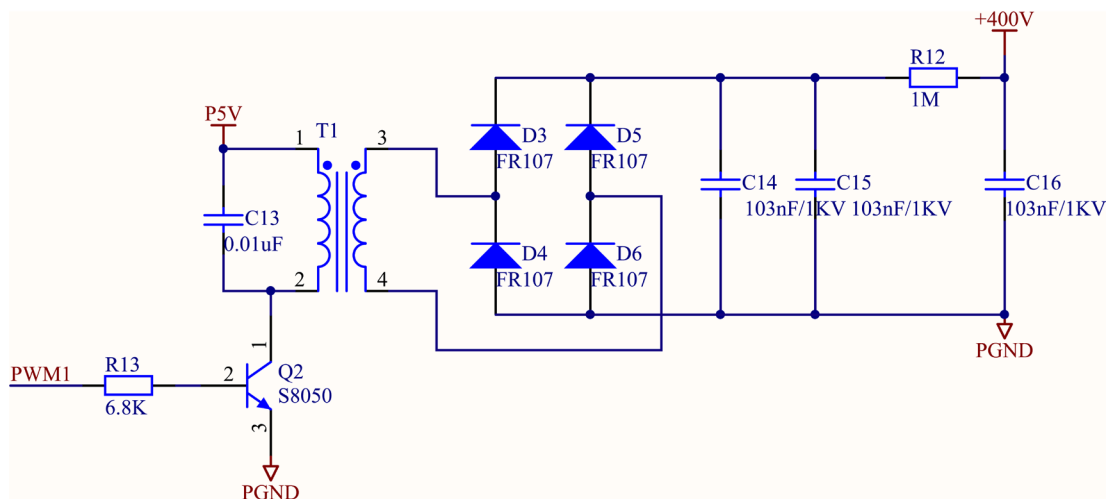 +400V
R12
1M
P5V
1
T1
3
D3
FR107
D5
FR107
C13
0.01uF
C14
103nF/1KV
C15
103nF/1KV
C16
103nF/1KV
2
4
D4
FR107
D6
FR107
PGND
1
PWM1
R13
6.8K
2
Q2
S8050
3
PGND